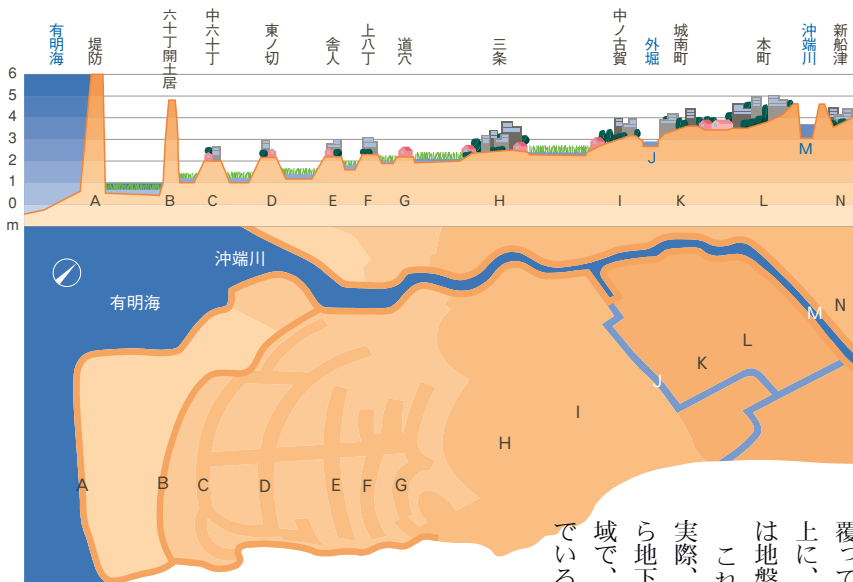 有明海
堤防
六十丁開土居
中六十丁
東ノ切
舎人
上八丁
道穴
三条
中ノ古賀
外堀
城南町
本町
沖端川
新船津
6
5
4
3
2
1
0
m
A
B
C
D
E
F
G
H
I
J
K
L
M
N
沖端川
有明海
A
B
C
D
E
F
G
H
I
J
K
L
M
N
覆って
上に、
は地盤
これ
実際、
ら地下
域で、
でいる